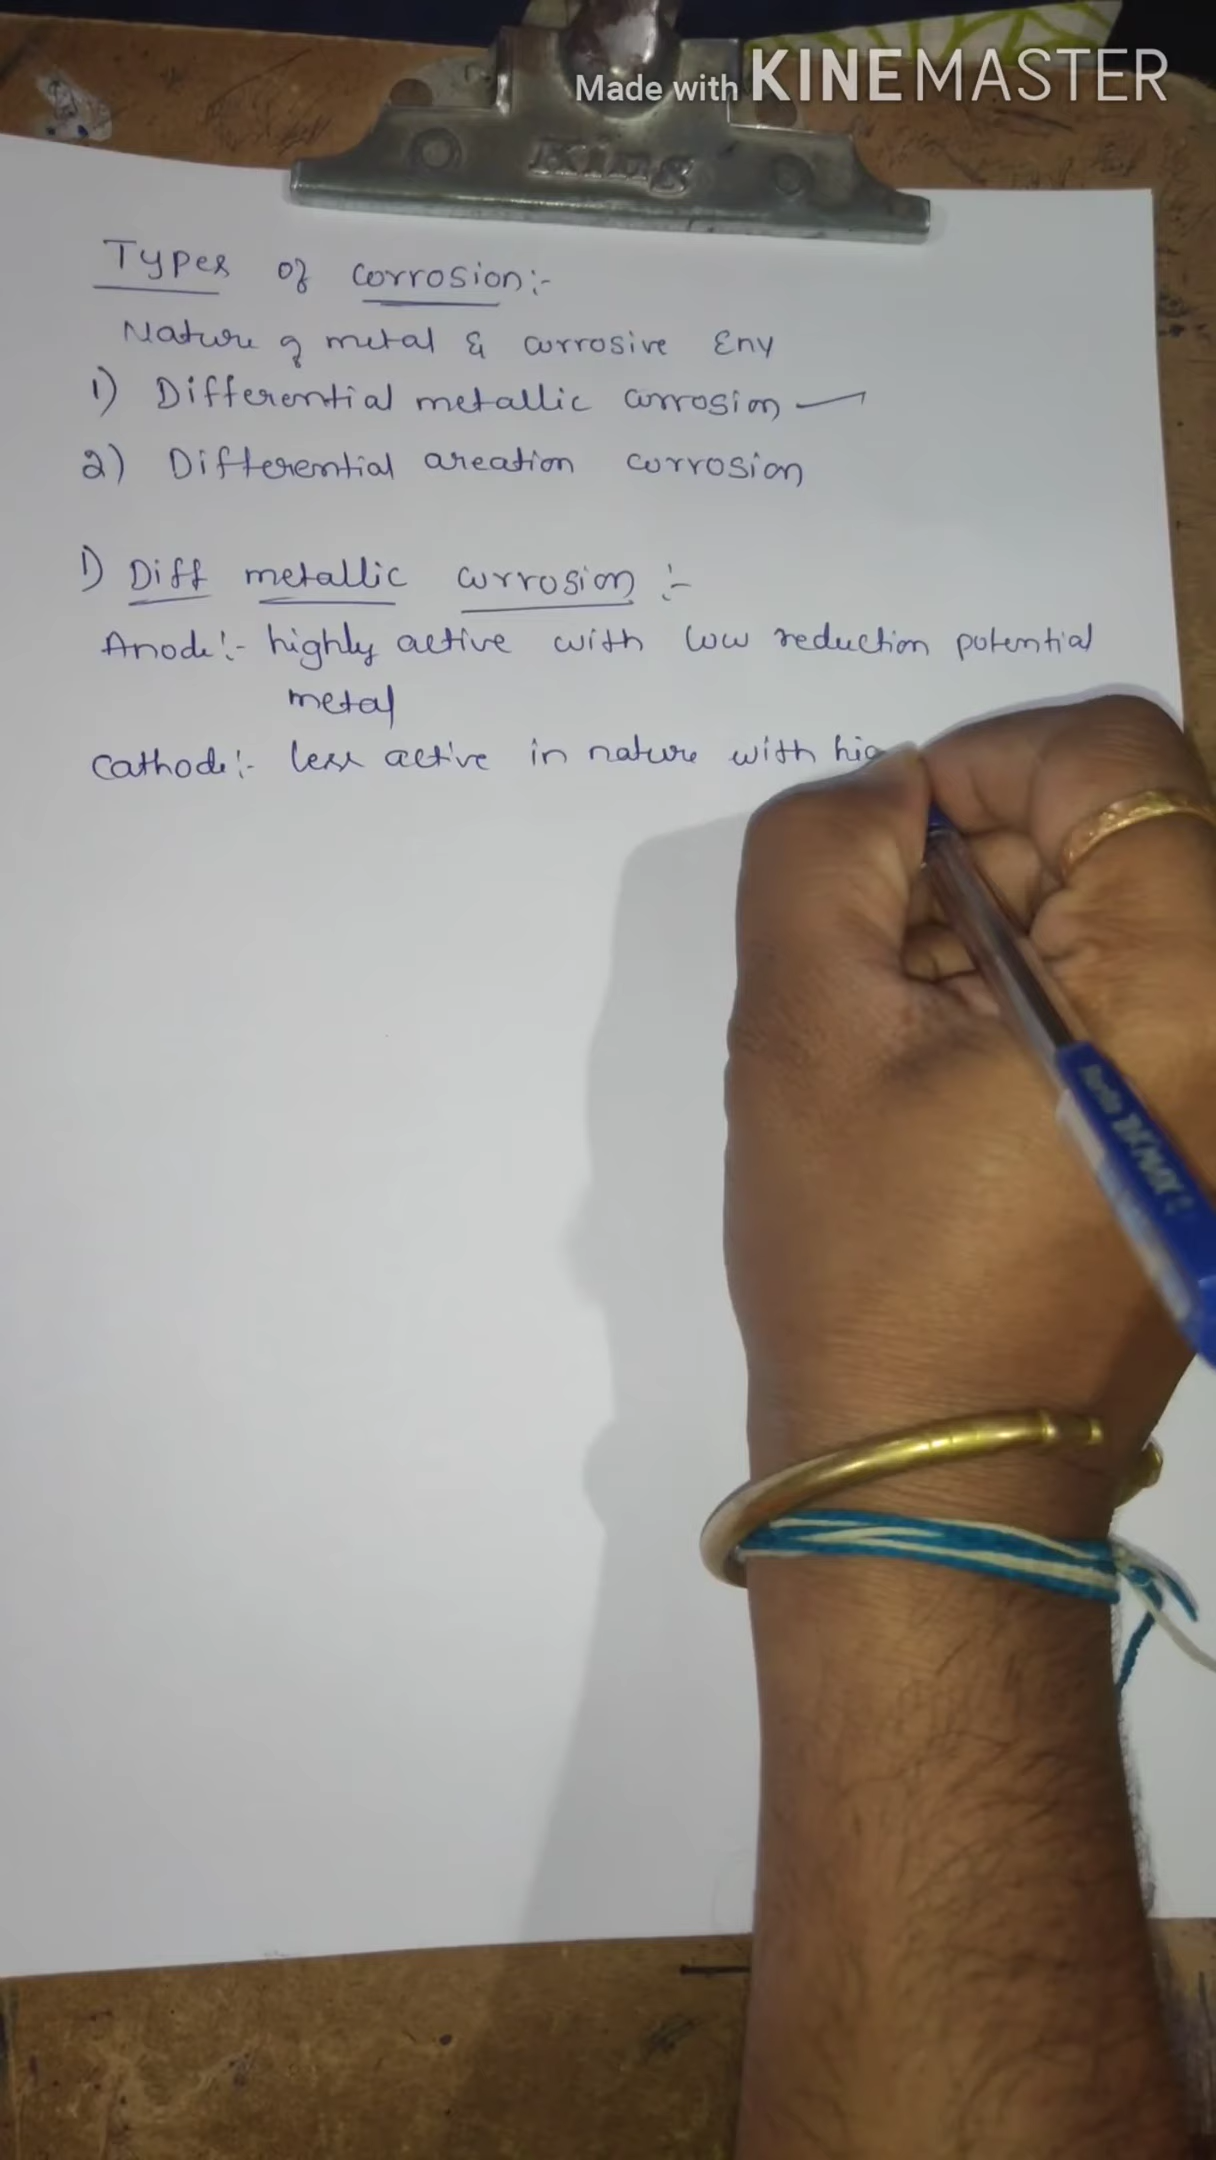 Made with KINEMASTER
Kings
Types of corrosion:-
Nature of metal & corrosive Env
1) Differential metallic corrosion
2) Differential areation corrosion
1) Diff metallic corrosion :-
Anode:- highly active with low reduction potential
metal
Cathode:- less active in nature with hig